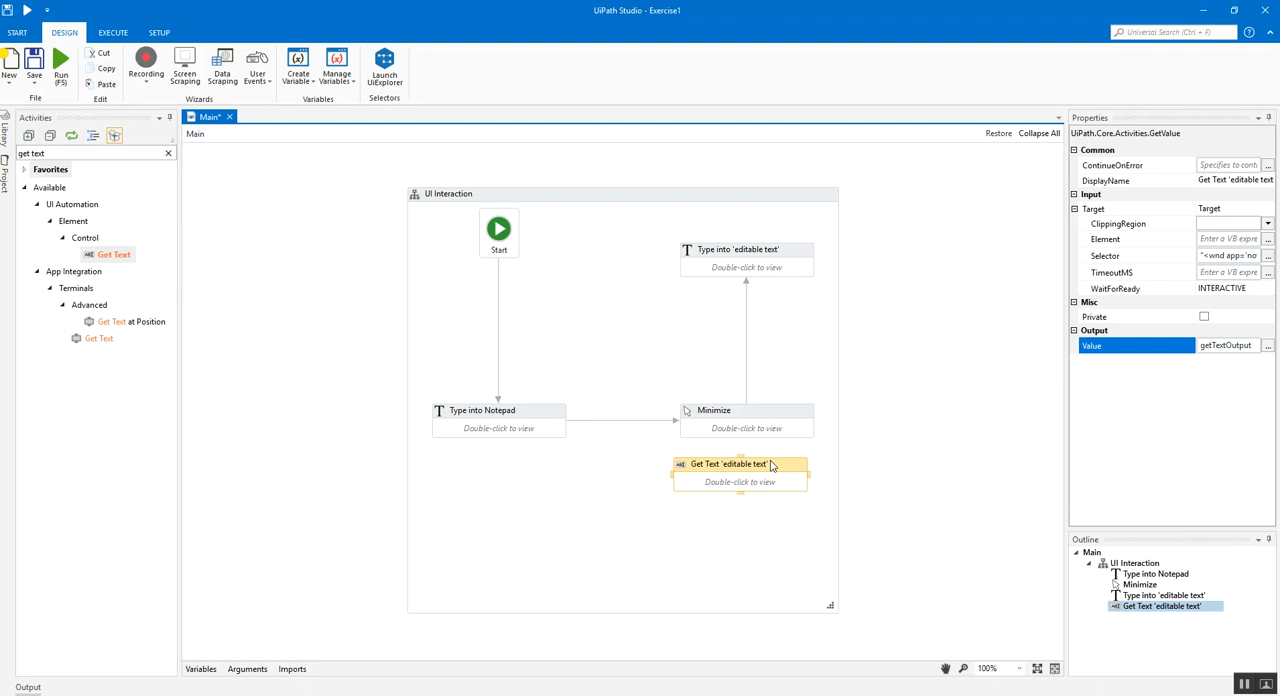 UiPath Studio - Exercise1
START DESIGN EXECUTE SETUP
Universal Search (Ctrl + F)
New
Save
Run
(F5)
Cut
Copy
Paste
File
Edit
Recording
Screen
Scraping
Data
Scraping
User
Events
Wizards
Create
Variable
Manage
Variables
Variables
Launch
UiExplorer
Selectors
Library
Project
Activities
get text
Favorites
Available
UI Automation
Element
Control
Get Text
App Integration
Terminals
Advanced
Get Text at Position
Get Text
Main*
Main
Restore Collapse All
UI Interaction
Start
Type into 'editable text'
Double-click to view
Type into Notepad
Double-click to view
Minimize
Double-click to view
Get Text 'editable text'
Double-click to view
Variables Arguments Imports
100%
Properties
UiPath.Core.Activities.GetValue
Common
ContinueOnError Specifies to conti ...
DisplayName Get Text 'editable text
Input
Target Target
ClippingRegion
Element Enter a VB expre ...
Selector "<wnd app='no ...
TimeoutMS Enter a VB expre ...
WaitForReady INTERACTIVE
Misc
Private
Output
Value getTextOutput ...
Outline
Main
UI Interaction
Type into Notepad
Minimize
Type into 'editable text'
Get Text 'editable text'
Output